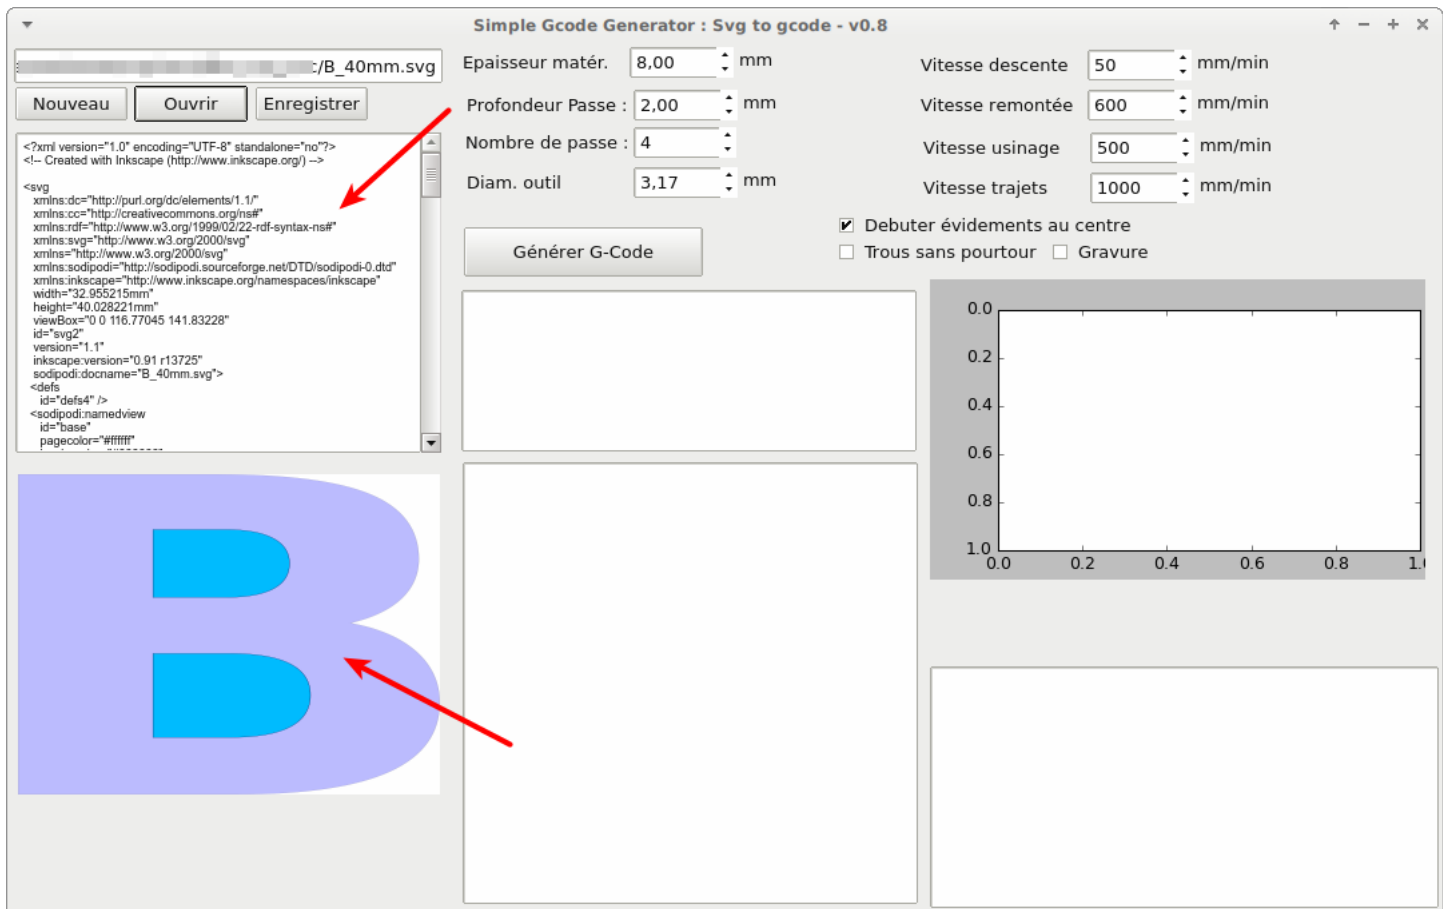 Simple Gcode Generator : Svg to gcode - v0.8
c/B_40mm.svg
Nouveau
Ouvrir
Enregistrer
<?xml version="1.0" encoding="UTF-8" standalone="no"?>
<!-- Created with Inkscape (http://www.inkscape.org/) -->
<svg
xmlns:dc="http://purl.org/dc/elements/1.1/"
xmlns:cc="http://creativecommons.org/ns#"
xmlns:rdf="http://www.w3.org/1999/02/22-rdf-syntax-ns#"
xmlns:svg="http://www.w3.org/2000/svg"
xmlns="http://www.w3.org/2000/svg"
xmlns:sodipodi="http://sodipodi.sourceforge.net/DTD/sodipodi-0.dtd"
xmlns:inkscape="http://www.inkscape.org/namespaces/inkscape"
width="32.955215mm"
height="40.028221mm"
viewBox="0 0 116.77045 141.83228"
id="svg2"
version="1.1"
inkscape:version="0.91 r13725"
sodipodi:docname="B_40mm.svg">
<defs
id="defs4" />
<sodipodi:namedview
id="base"
pagecolor="#ffffff"
B
Epaisseur matér. 8,00 mm
Profondeur Passe : 2,00 mm
Nombre de passe : 4
Diam. outil 3,17 mm
Générer G-Code
Vitesse descente 50 mm/min
Vitesse remontée 600 mm/min
Vitesse usinage 500 mm/min
Vitesse trajets 1000 mm/min
Debuter évidements au centre
Trous sans pourtour Gravure
0.0
0.2
0.4
0.6
0.8
1.0
0.0 0.2 0.4 0.6 0.8